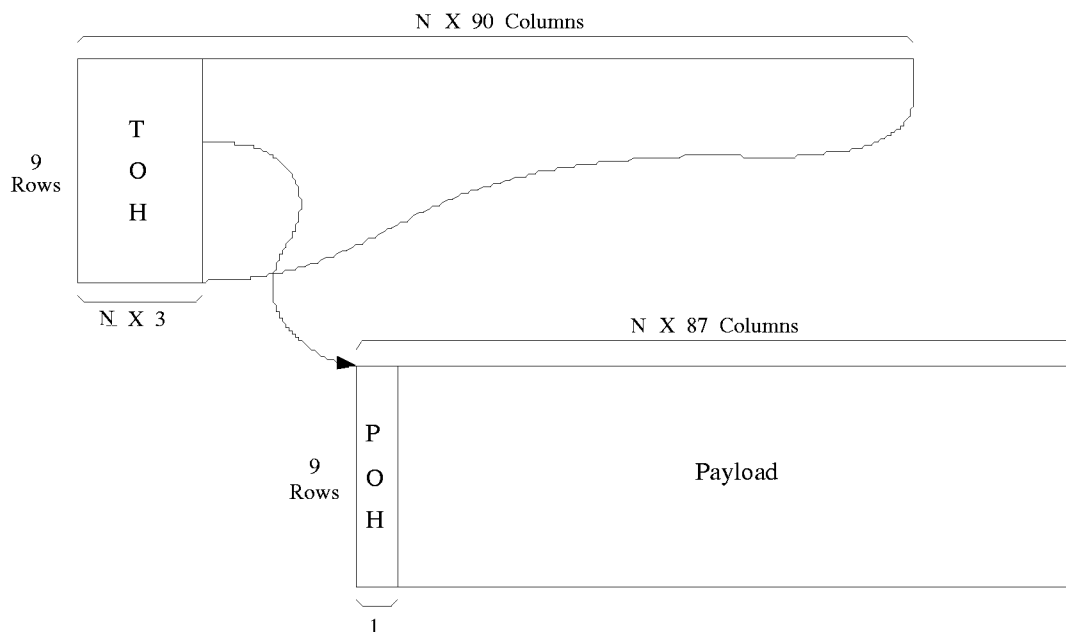 N X 90 Columns
T
O
H
9
Rows
N X 3
N X 87 Columns
P
O
H
9
Rows
Payload
1